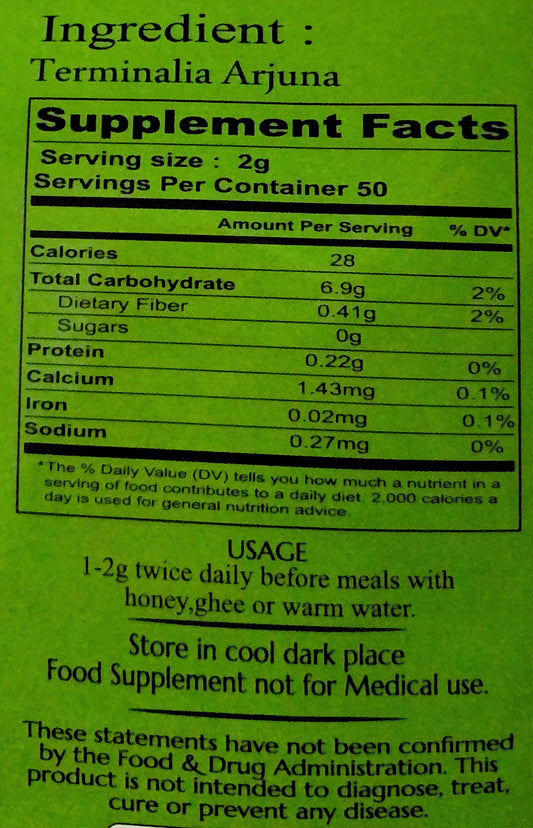 Ingredient :
Terminalia Arjuna
Supplement Facts
Serving size : 2g
Servings Per Container 50
Amount Per Serving % DV*
Calories 28
Total Carbohydrate 6.9g 2%
Dietary Fiber 0.41g 2%
Sugars 0g
Protein 0.22g 0%
Calcium 1.43mg 0.1%
Iron 0.02mg 0.1%
Sodium 0.27mg 0%
*The % Daily Value (DV) tells you how much a nutrient in a
serving of food contributes to a daily diet. 2,000 calories a
day is used for general nutrition advice.
USAGE
1-2g twice daily before meals with
honey,ghee or warm water.
Store in cool dark place
Food Supplement not for Medical use.
These statements have not been confirmed
by the Food & Drug Administration. This
product is not intended to diagnose, treat,
cure or prevent any disease.